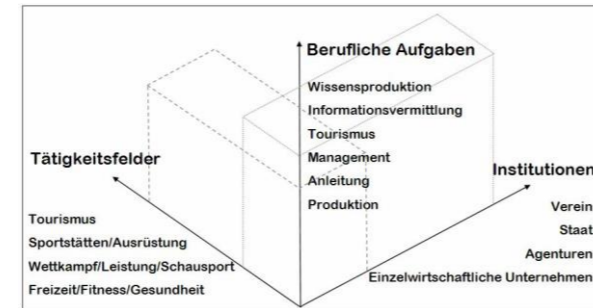 Berufliche Aufgaben
Wissensproduktion
Informationsvermittlung
Tourismus
Management
Anleitung
Produktion
Tätigkeitsfelder
Tourismus
Sportstätten/Ausrüstung
Wettkampf/Leistung/Schausport
Freizeit/Fitness/Gesundheit
Institutionen
Verein
Staat
Agenturen
Einzelwirtschaftliche Unternehmen